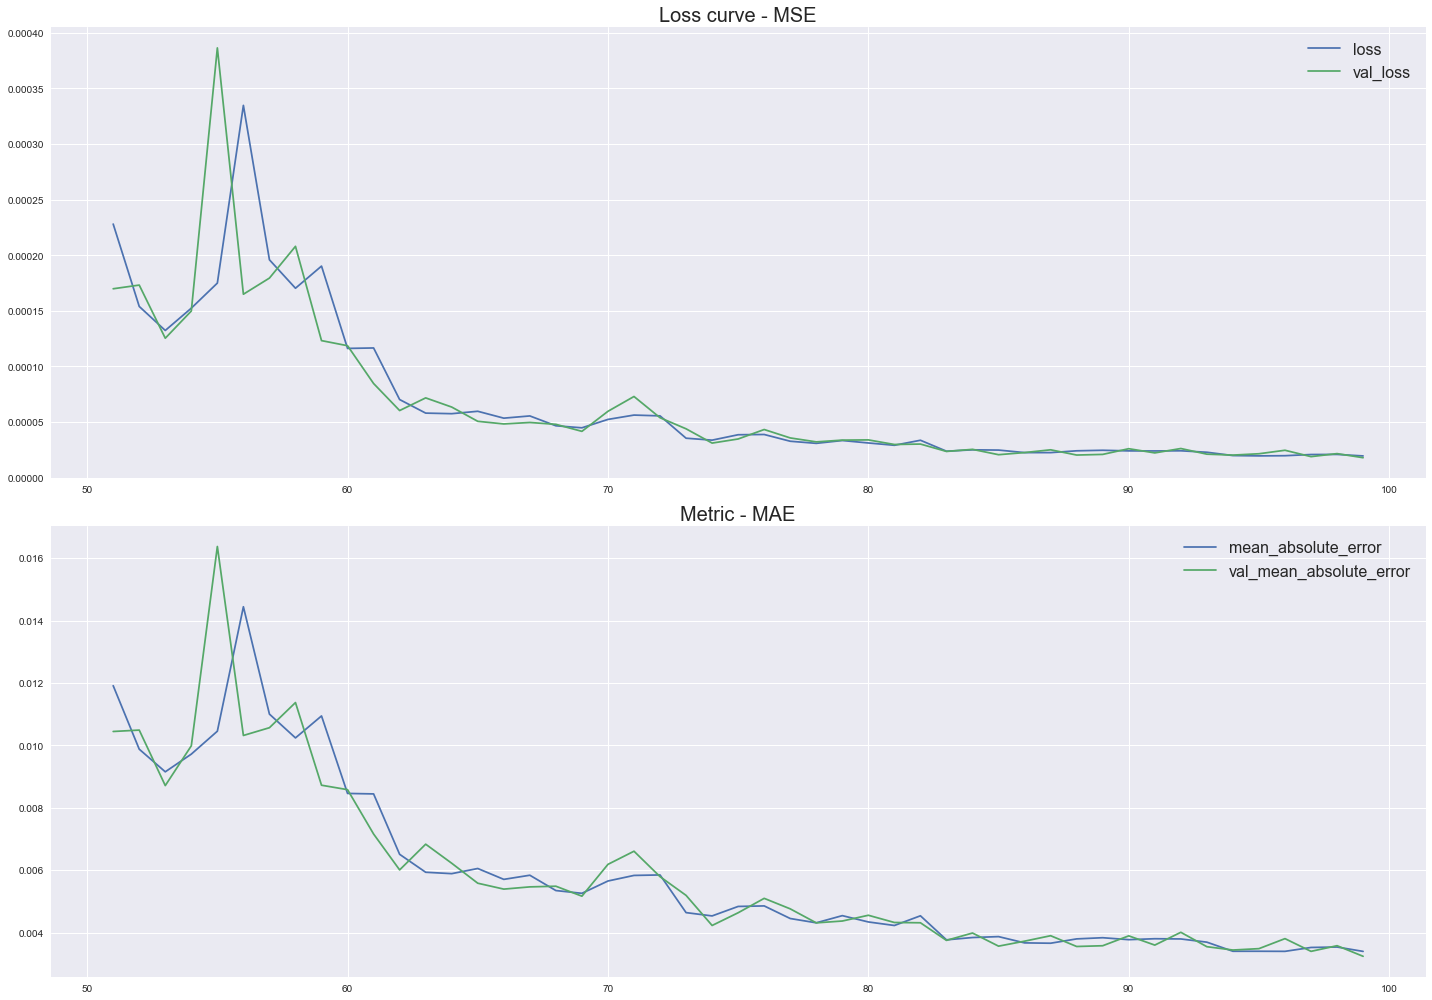 Loss curve - MSE
0.00040
0.00035
0.00030
0.00025
0.00020
0.00015
0.00010
0.00005
0.00000
loss
val_loss
50 60 70 80 90 100
Metric - MAE
0.016
0.014
0.012
0.010
0.008
0.006
0.004
mean_absolute_error
val_mean_absolute_error
50 60 70 80 90 100